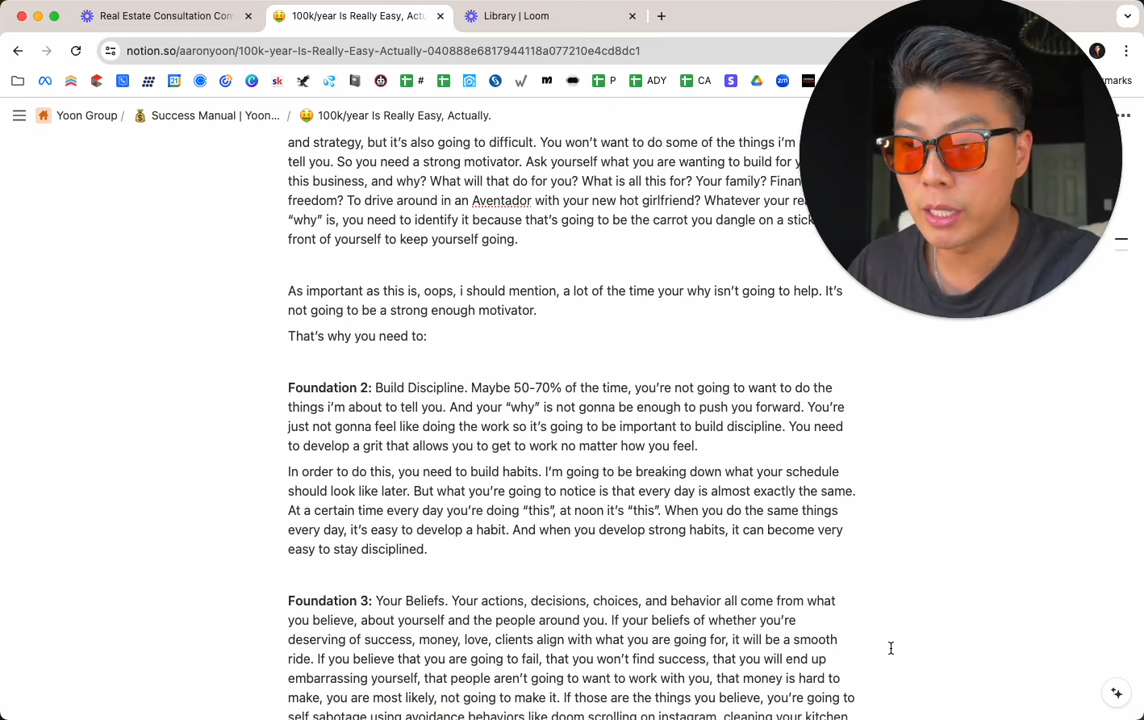 Real Estate Consultation Con
100k/year Is Really Easy, Actu
Library | Loom
notion.so/aaronyoon/100k-year-Is-Really-Easy-Actually-040888e6817944118a077210e4cd8dc1
21
sk
#
P
ADY
CA
zm
marks
Yoon Group / Success Manual | Yoon... / 100k/year Is Really Easy, Actually.
and strategy, but it's also going to difficult. You won't want to do some of the things i'm
tell you. So you need a strong motivator. Ask yourself what you are wanting to build for y
this business, and why? What will that do for you? What is all this for? Your family? Finan
freedom? To drive around in an Aventador with your new hot girlfriend? Whatever your re
“why” is, you need to identify it because that's going to be the carrot you dangle on a stick
front of yourself to keep yourself going.
As important as this is, oops, i should mention, a lot of the time your why isn't going to help. It's
not going to be a strong enough motivator.
That's why you need to:
Foundation 2: Build Discipline. Maybe 50-70% of the time, you're not going to want to do the
things i'm about to tell you. And your “why” is not gonna be enough to push you forward. You're
just not gonna feel like doing the work so it's going to be important to build discipline. You need
to develop a grit that allows you to get to work no matter how you feel.
In order to do this, you need to build habits. I'm going to be breaking down what your schedule
should look like later. But what you're going to notice is that every day is almost exactly the same.
At a certain time every day you're doing “this”, at noon it's “this”. When you do the same things
every day, it's easy to develop a habit. And when you develop strong habits, it can become very
easy to stay disciplined.
Foundation 3: Your Beliefs. Your actions, decisions, choices, and behavior all come from what
you believe, about yourself and the people around you. If your beliefs of whether you're
deserving of success, money, love, clients align with what you are going for, it will be a smooth
ride. If you believe that you are going to fail, that you won't find success, that you will end up
embarrassing yourself, that people aren't going to want to work with you, that money is hard to
make, you are most likely, not going to make it. If those are the things you believe, you're going to
self sabotage using avoidance behaviors like doom scrolling on instagram, cleaning your kitchen